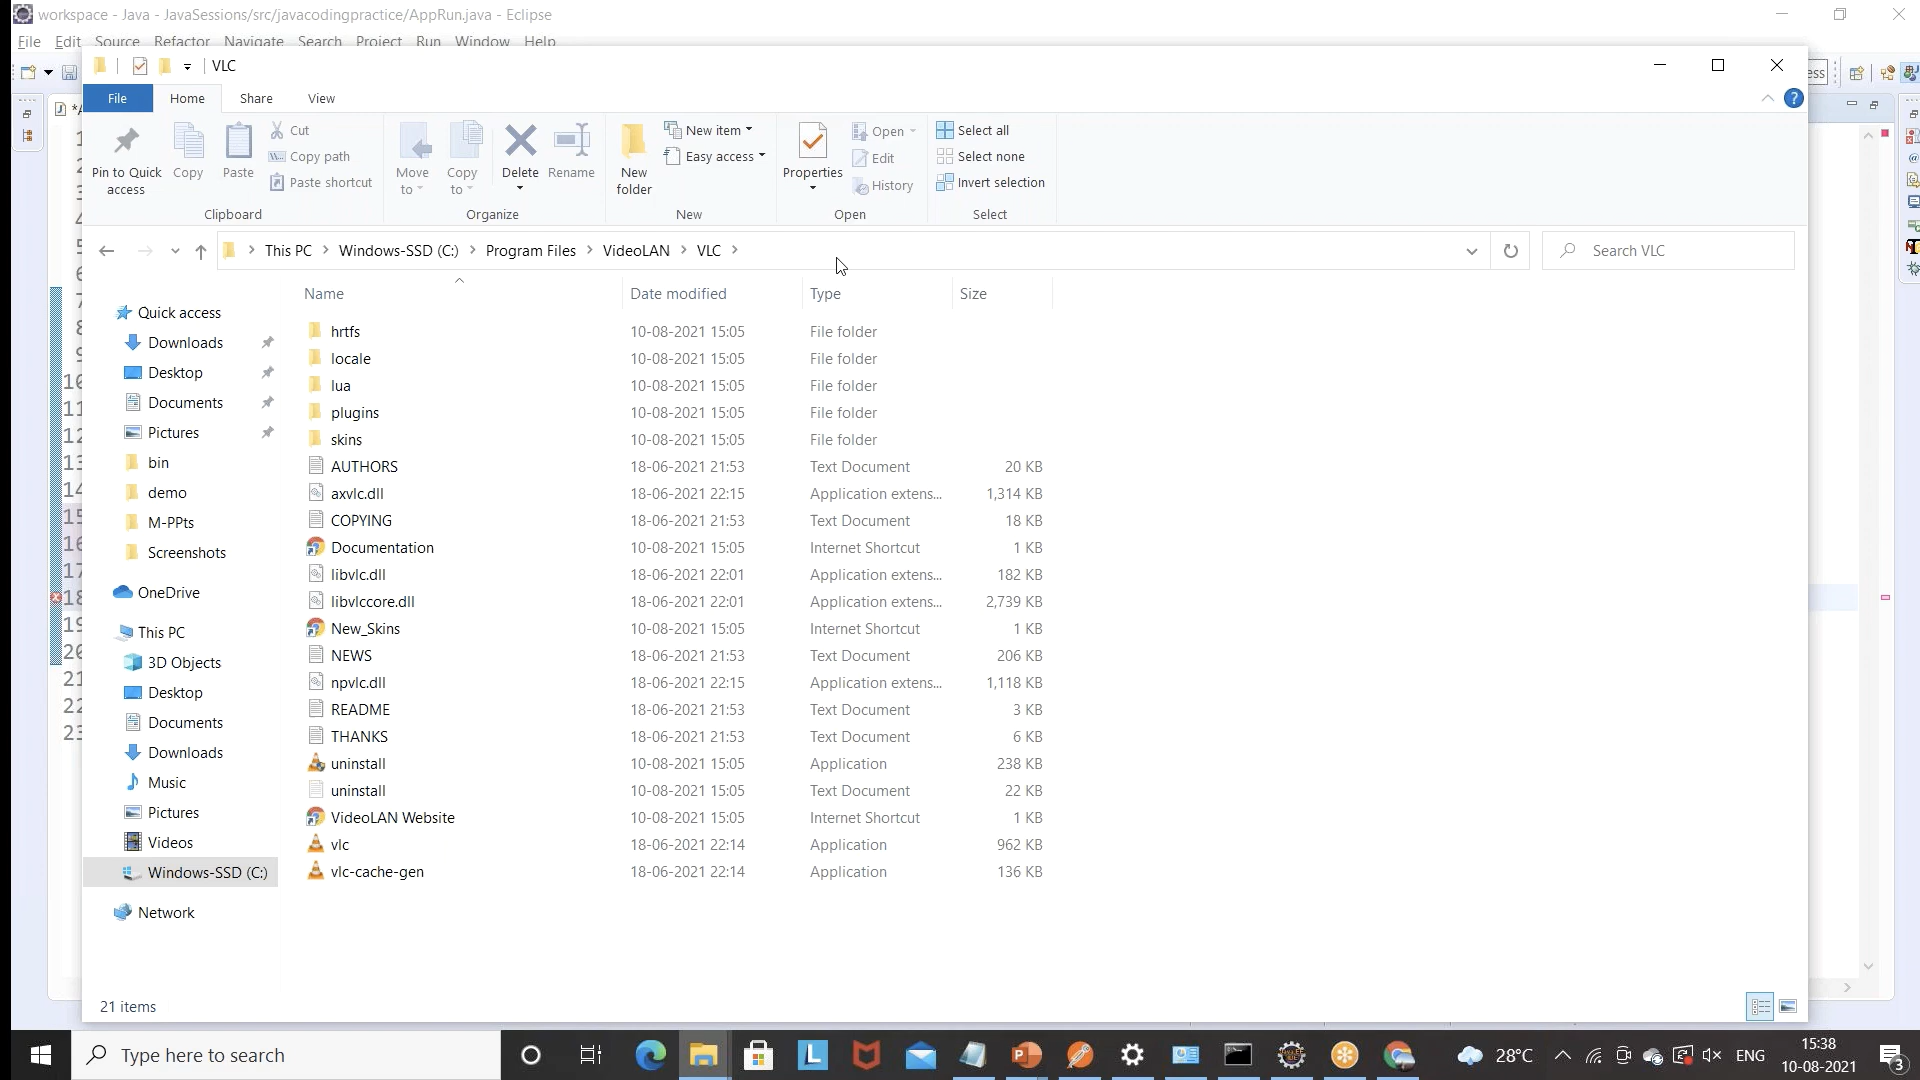 workspace - Java - JavaSessions/src/javacodingpractice/AppRun.java - Eclipse
File Edit Source Refactor Navigate Search Project Run Window Help
VLC
File Home Share View
Pin to Quick access
Copy
Paste
Cut
Copy path
Paste shortcut
Clipboard
Move to
Copy to
Delete
Rename
Organize
New folder
New item
Easy access
New
Properties
Open
Edit
History
Open
Select all
Select none
Invert selection
Select
This PC > Windows-SSD (C:) > Program Files > VideoLAN > VLC >
Search VLC
Name Date modified Type Size
Quick access
Downloads
Desktop
Documents
Pictures
bin
demo
M-PPts
Screenshots
OneDrive
This PC
3D Objects
Desktop
Documents
Downloads
Music
Pictures
Videos
Windows-SSD (C:)
Network
hrtfs 10-08-2021 15:05 File folder
locale 10-08-2021 15:05 File folder
lua 10-08-2021 15:05 File folder
plugins 10-08-2021 15:05 File folder
skins 10-08-2021 15:05 File folder
AUTHORS 18-06-2021 21:53 Text Document 20 KB
axvlc.dll 18-06-2021 22:15 Application extens... 1,314 KB
COPYING 18-06-2021 21:53 Text Document 18 KB
Documentation 10-08-2021 15:05 Internet Shortcut 1 KB
libvlc.dll 18-06-2021 22:01 Application extens... 182 KB
libvlccore.dll 18-06-2021 22:01 Application extens... 2,739 KB
New_Skins 10-08-2021 15:05 Internet Shortcut 1 KB
NEWS 18-06-2021 21:53 Text Document 206 KB
npvlc.dll 18-06-2021 22:15 Application extens... 1,118 KB
README 18-06-2021 21:53 Text Document 3 KB
THANKS 18-06-2021 21:53 Text Document 6 KB
uninstall 10-08-2021 15:05 Application 238 KB
uninstall 10-08-2021 15:05 Text Document 22 KB
VideoLAN Website 10-08-2021 15:05 Internet Shortcut 1 KB
vlc 18-06-2021 22:14 Application 962 KB
vlc-cache-gen 18-06-2021 22:14 Application 136 KB
21 items
10
11
12
13
14
15
16
17
18
19
20
21
22
23
Type here to search
28°C
ENG
15:38
10-08-2021
3